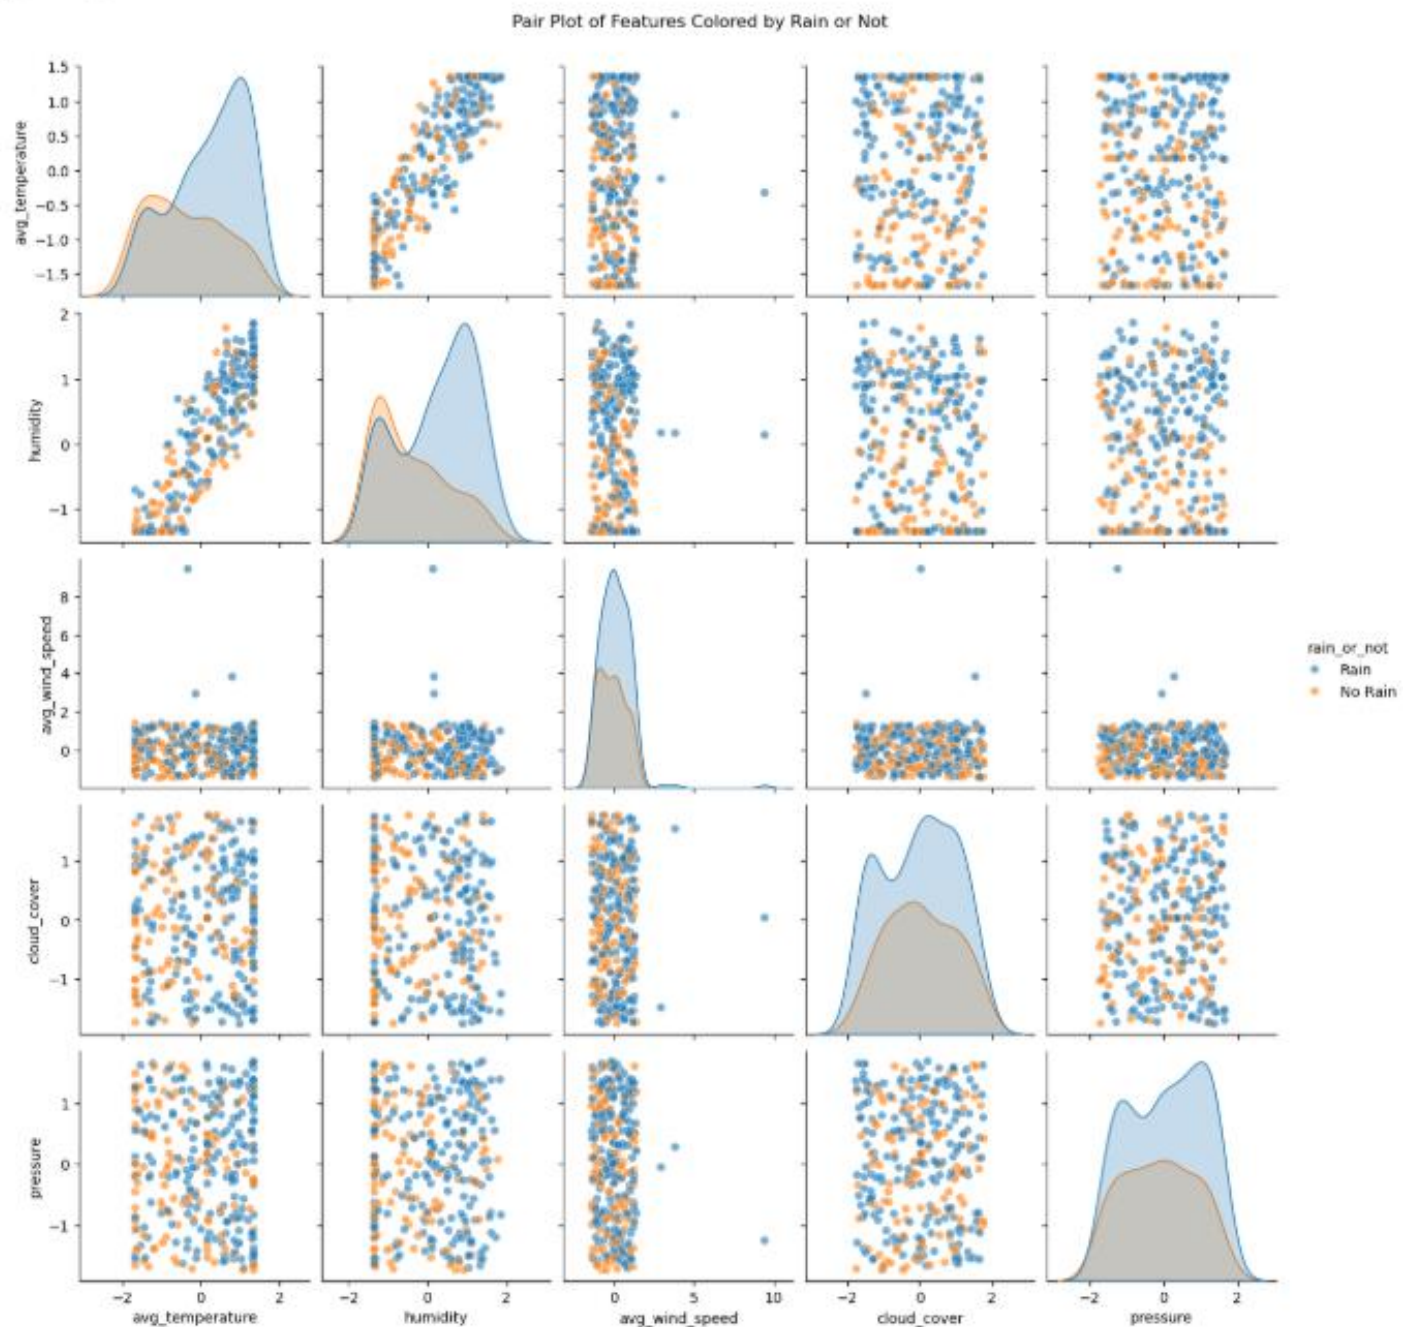 Pair Plot of Features Colored by Rain or Not
1.5
1.0
0.5
0.0
−0.5
−1.0
−1.5
avg_temperature
2
1
0
−1
humidity
8
6
4
2
0
avg_wind_speed
rain_or_not
Rain
No Rain
1
0
−1
cloud_cover
1
0
−1
pressure
−2 0 2 −2 0 2 0 5 10 −2 0 2 −2 0 2
avg_temperature humidity avg_wind_speed cloud_cover pressure